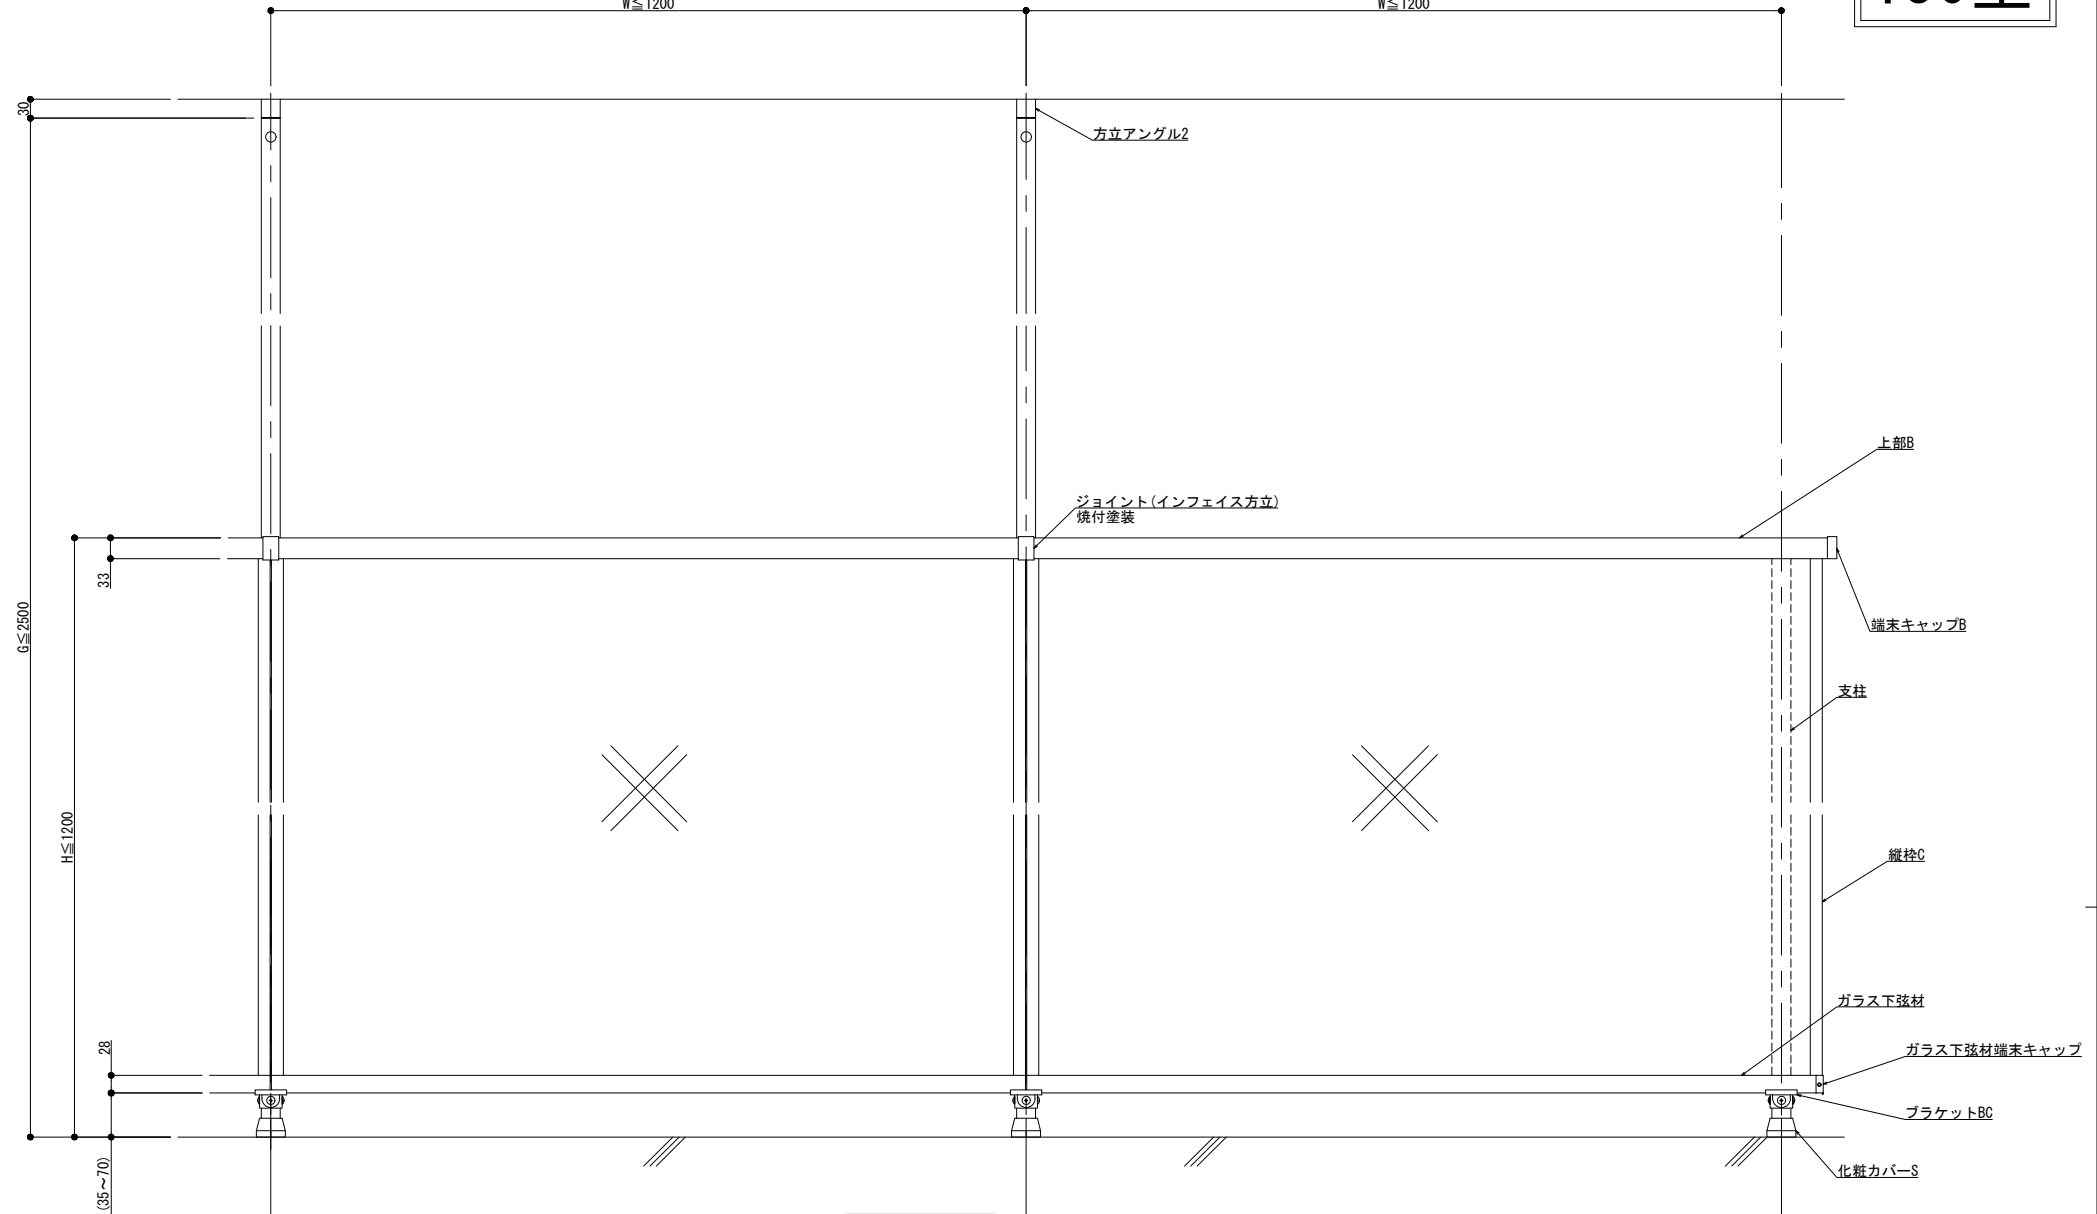 W≦1200
W≦1200
30
方立アングル2
上部B
ジョイント(インフェイス方立)
焼付塗装
33
G≦2500
端末キャップB
支柱
H≦1200
縦枠C
ガラス下弦材
28
ガラス下弦材端末キャップ
ブラケットBC
(35~70)
化粧カバーS